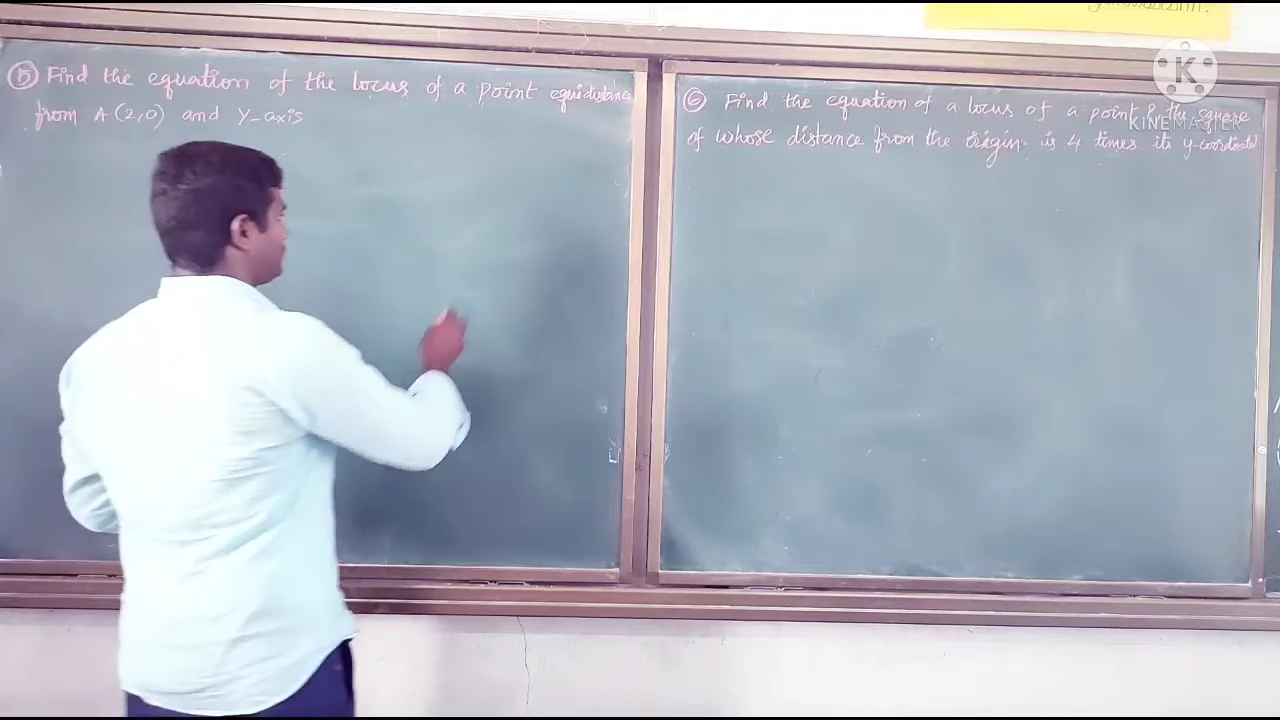 ⑤ Find the equation of the locus of a point equidistance
from A (2,0) and Y-axis
⑥ Find the equation of a locus of a point P, the square
of whose distance from the origin is 4 times its y-coordinate
K
KINEMASTER